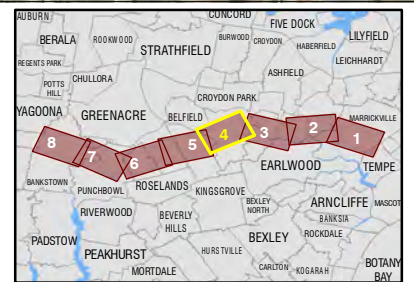 AUBURN
CONCORD
FIVE DOCK
BERALA
ROOKWOOD
STRATHFIELD
BURWOOD
CROYDON
HABERFIELD
LILYFIELD
REGENTS PARK
CHULLORA
ASHFIELD
LEICHHARDT
POTTS
HILL
CROYDON PARK
YAGOONA
GREENACRE
BELFIELD
MARRICKVILLE
8
7
6
5
4
3
2
1
BANKSTOWN
PUNCHBOWL
ROSELANDS
KINGSGROVE
EARLWOOD
TEMPE
RIVERWOOD
BEVERLY
HILLS
BEXLEY
NORTH
ARNCLIFFE
MASCOT
BANKSIA
PADSTOW
PEAKHURST
HURSTVILLE
BEXLEY
ROCKDALE
MORTDALE
CARLTON
KOGARAH
BOTANY
BAY